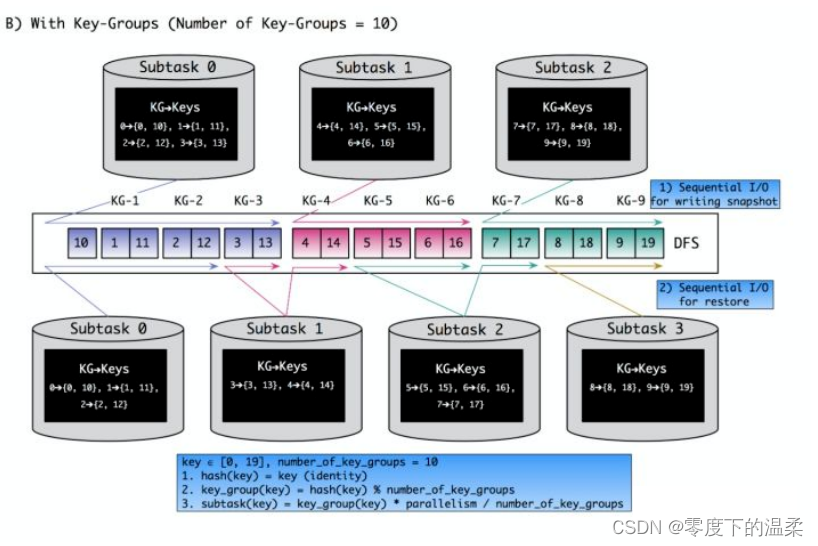 B) With Key-Groups (Number of Key-Groups = 10)
Subtask 0
KG→Keys
0→{0, 10}, 1→{1, 11},
2→{2, 12}, 3→{3, 13}
Subtask 1
KG→Keys
4→{4, 14}, 5→{5, 15},
6→{6, 16}
Subtask 2
KG→Keys
7→{7, 17}, 8→{8, 18},
9→{9, 19}
KG-1 KG-2 KG-3 KG-4 KG-5 KG-6 KG-7 KG-8 KG-9
1) Sequential I/O
for writing snapshot
10 1 11 2 12 3 13 4 14 5 15 6 16 7 17 8 18 9 19 DFS
2) Sequential I/O
for restore
Subtask 0
KG→Keys
0→{0, 10}, 1→{1, 11},
2→{2, 12}
Subtask 1
KG→Keys
3→{3, 13}, 4→{4, 14}
Subtask 2
KG→Keys
5→{5, 15}, 6→{6, 16},
7→{7, 17}
Subtask 3
KG→Keys
8→{8, 18}, 9→{9, 19}
key ∈ [0, 19], number_of_key_groups = 10
1. hash(key) = key (identity)
2. key_group(key) = hash(key) % number_of_key_groups
3. subtask(key) = key_group(key) * parallelism / number_of_key_groups
CSDN @零度下的温柔